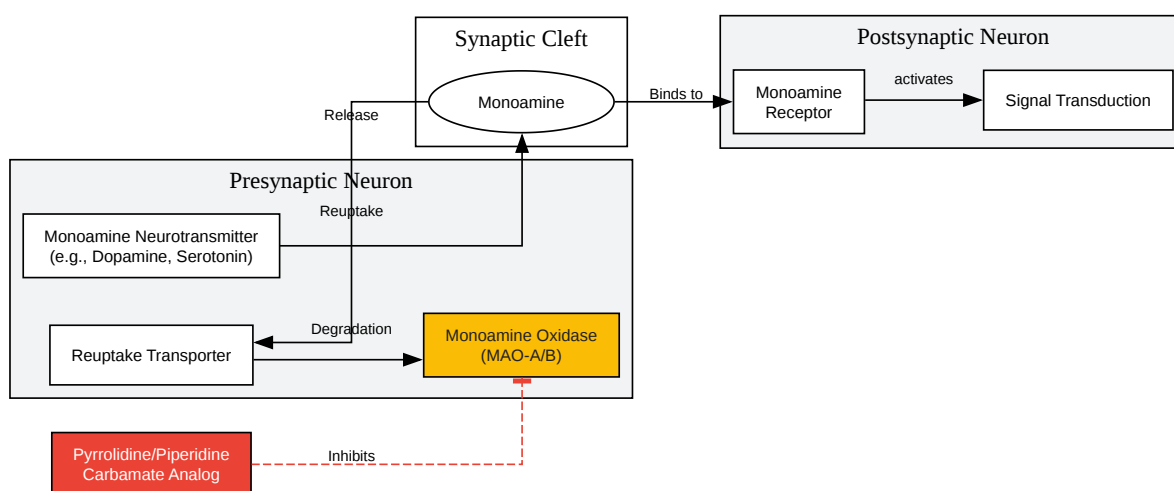 Synaptic Cleft
Postsynaptic Neuron
Monoamine
Binds to
Monoamine
Receptor
activates
Signal Transduction
Release
Presynaptic Neuron
Reuptake
Monoamine Neurotransmitter
(e.g., Dopamine, Serotonin)
Degradation
Reuptake Transporter
Monoamine Oxidase
(MAO-A/B)
Pyrrolidine/Piperidine
Carbamate Analog
Inhibits